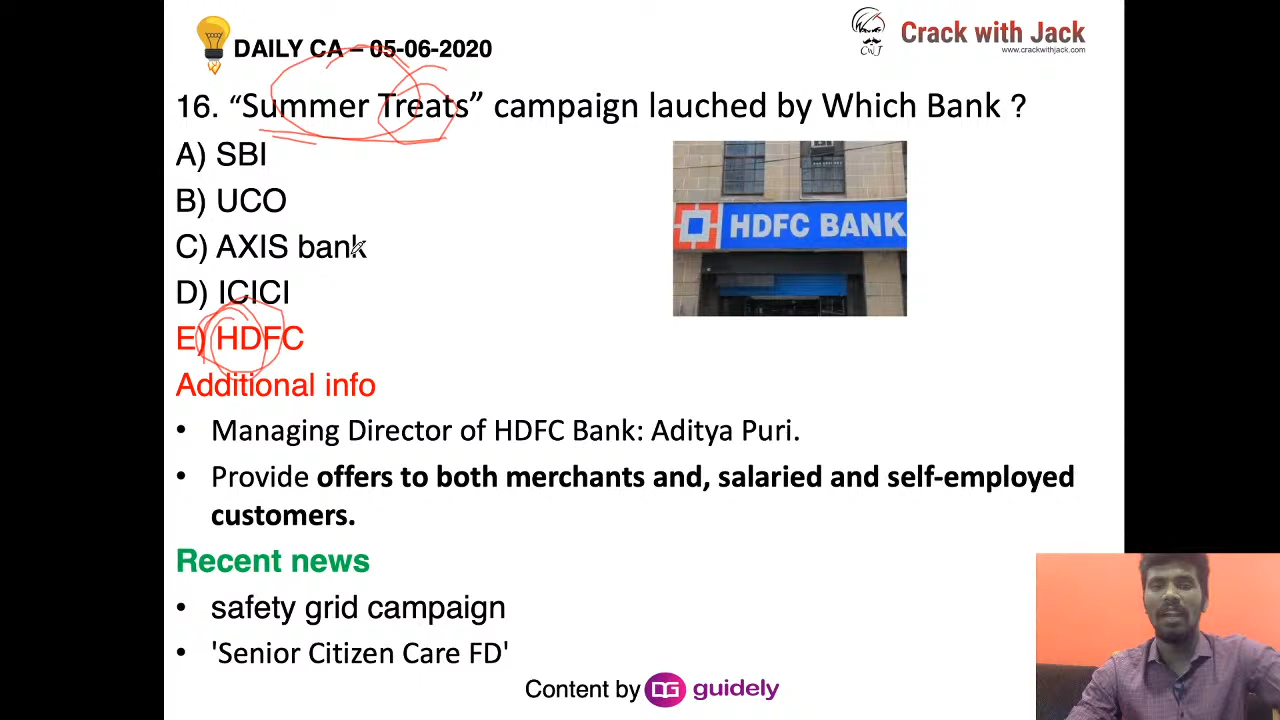 DAILY CA – 05-06-2020
CWJ
Crack with Jack
www.crackwithjack.com
16. “Summer Treats” campaign lauched by Which Bank ?
A) SBI
B) UCO
C) AXIS bank
D) ICICI
E) HDFC
HDFC BANK
Additional info
• Managing Director of HDFC Bank: Aditya Puri.
• Provide offers to both merchants and, salaried and self-employed
customers.
Recent news
• safety grid campaign
• 'Senior Citizen Care FD'
Content by DG guidely